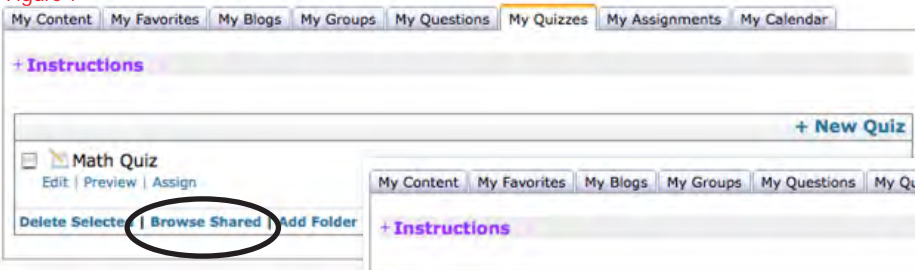 My Content My Favorites My Blogs My Groups My Questions My Quizzes My Assignments My Calendar
+ Instructions
+ New Quiz
Math Quiz
Edit | Preview | Assign
Delete Selected | Browse Shared | Add Folder
My Content My Favorites My Blogs My Groups My Questions
+ Instructions